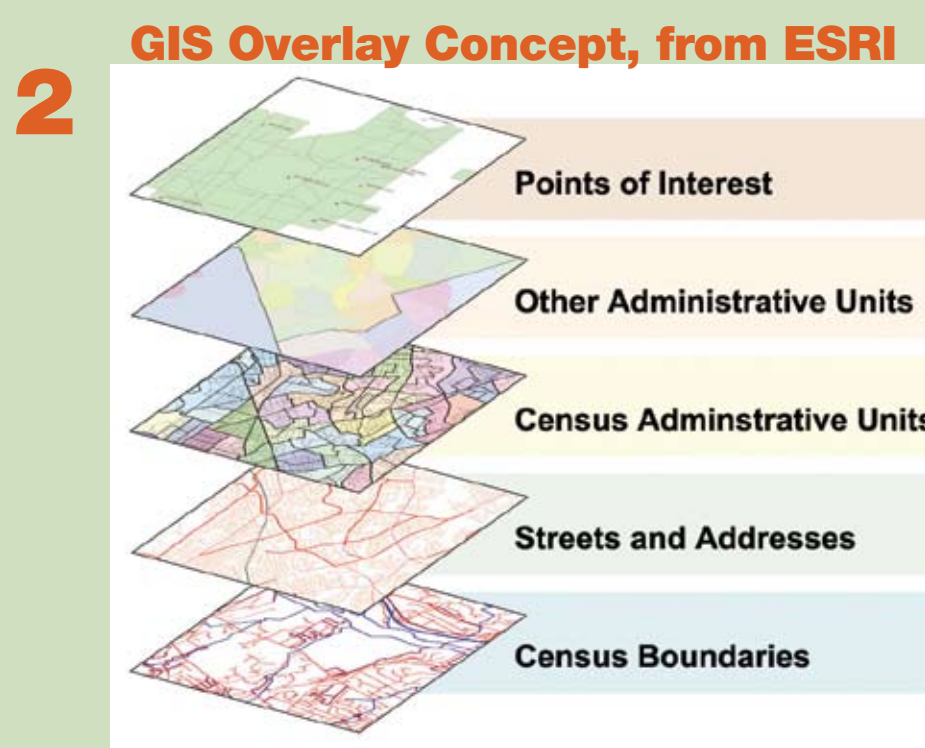 GIS Overlay Concept, from ESRI
2
Points of Interest
Other Administrative Units
Census Adminstrative Units
Streets and Addresses
Census Boundaries